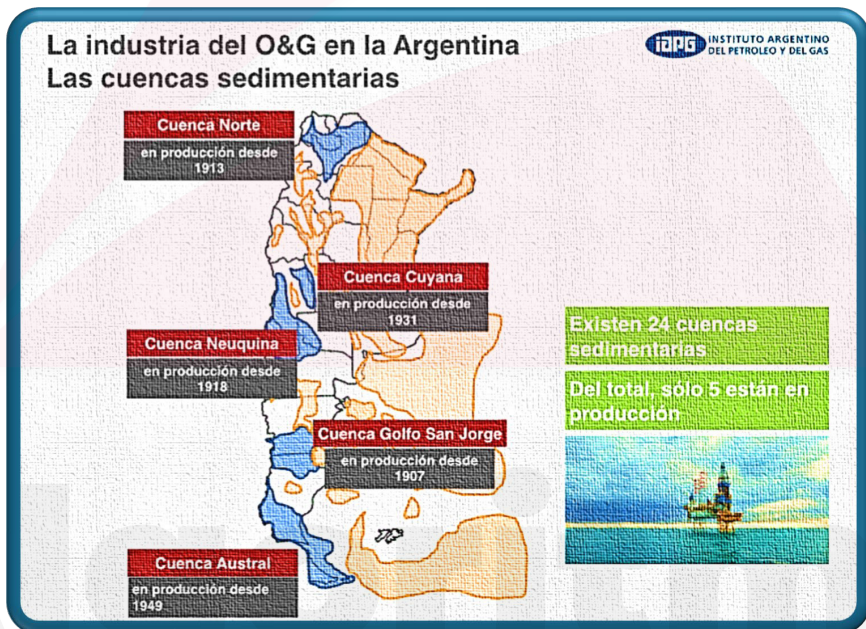 La industria del O&G en la Argentina
Las cuencas sedimentarias
iapg
INSTITUTO ARGENTINO
DEL PETROLEO Y DEL GAS
Cuenca Norte
en producción desde
1913
Cuenca Cuyana
en producción desde
1931
Cuenca Neuquina
en producción desde
1918
Cuenca Golfo San Jorge
en producción desde
1907
Cuenca Austral
en producción desde
1949
Existen 24 cuencas
sedimentarias
Del total, sólo 5 están en
producción